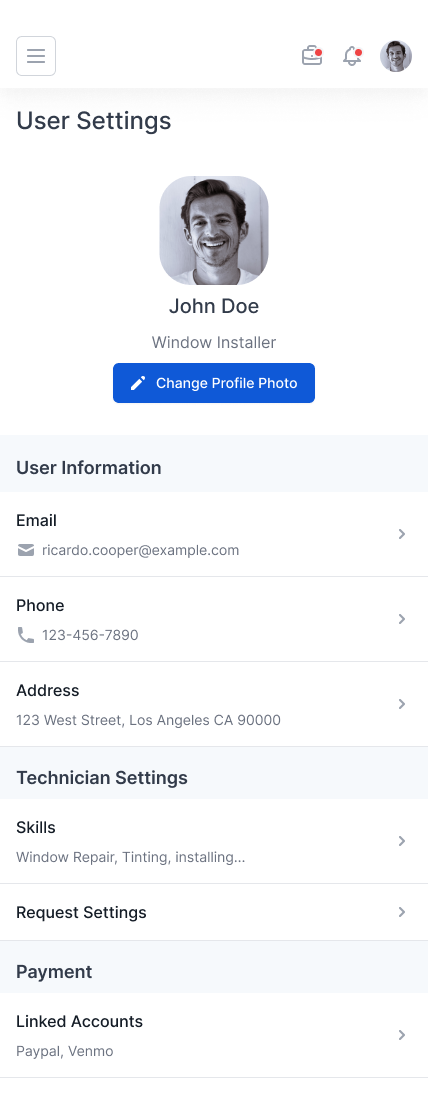 User Settings
John Doe
Window Installer
Change Profile Photo
User Information
Email
ricardo.cooper@example.com
Phone
123-456-7890
Address
123 West Street, Los Angeles CA 90000
Technician Settings
Skills
Window Repair, Tinting, installing...
Request Settings
Payment
Linked Accounts
Paypal, Venmo